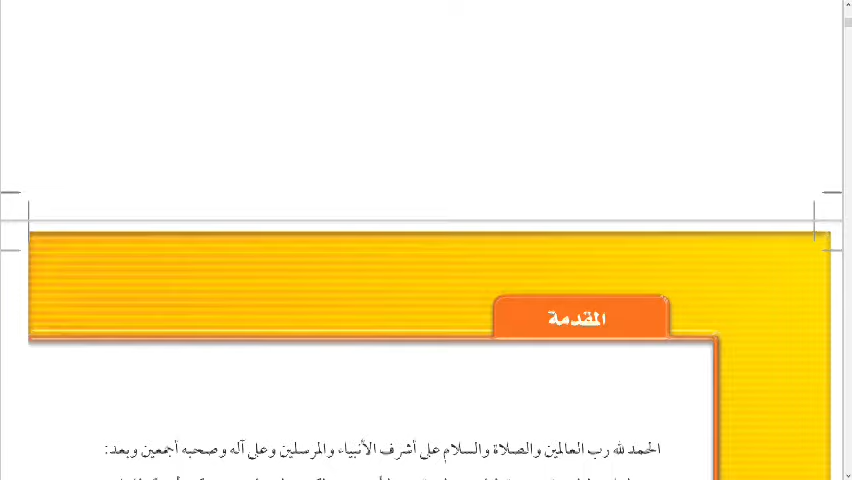 المقدمة
الحمد لله رب العالمين والصلاة والسلام على أشرف الأنبياء والمرسلين وعلى آله وصحبه أجمعين وبعد: